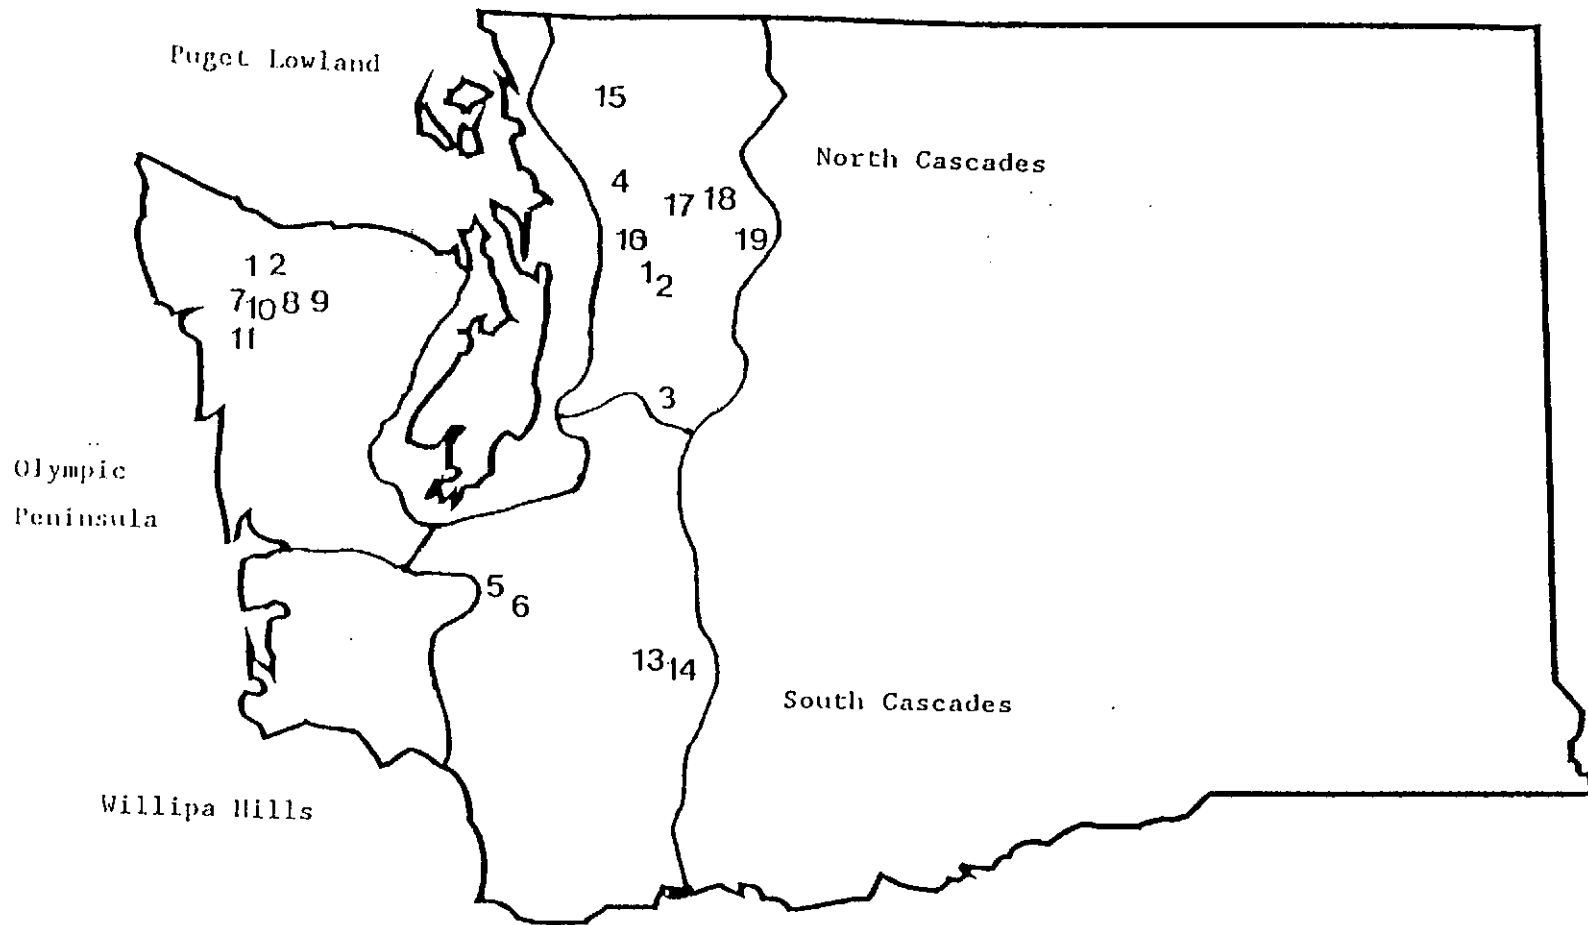 Puget Lowland
15
North Cascades
4
17 18
16 19
1 2
1
2
7 10 8 9
11
3
Olympic
Peninsula
5
6
13 14
South Cascades
Willipa Hills